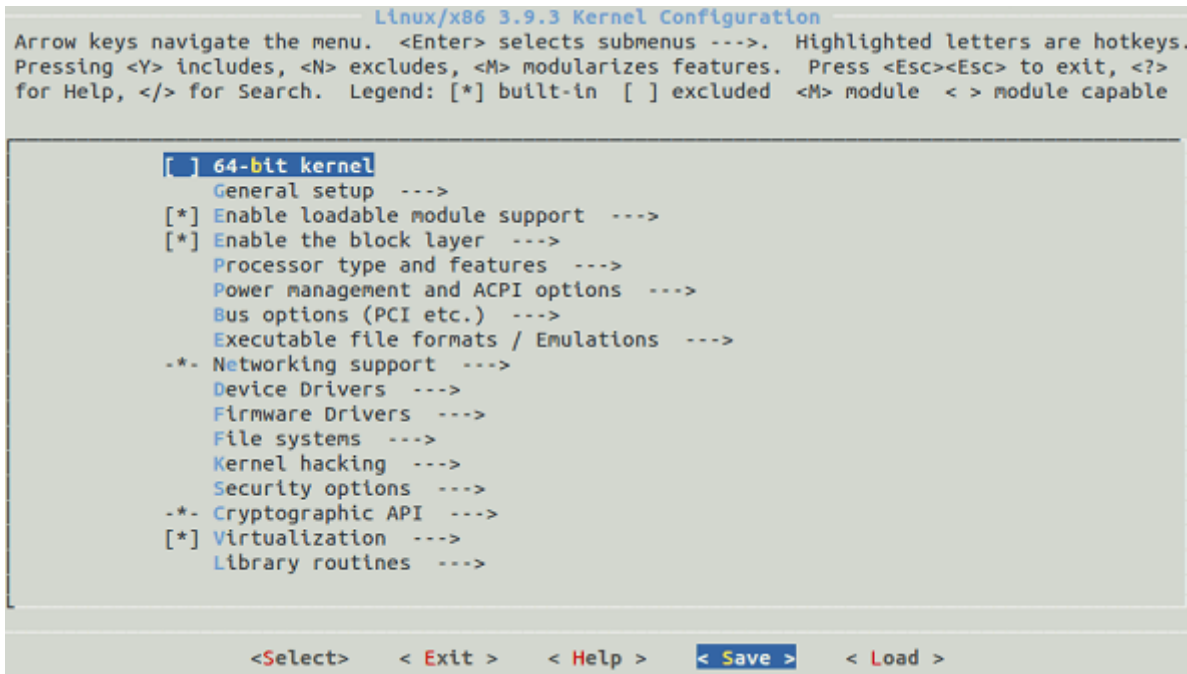 Linux/x86 3.9.3 Kernel Configuration
Arrow keys navigate the menu.  <Enter> selects submenus --->.  Highlighted letters are hotkeys.
Pressing <Y> includes, <N> excludes, <M> modularizes features.  Press <Esc><Esc> to exit, <?>
for Help, </> for Search.  Legend: [*] built-in  [ ] excluded  <M> module  < > module capable
[ ] 64-bit kernel
General setup  --->
[*] Enable loadable module support  --->
[*] Enable the block layer  --->
Processor type and features  --->
Power management and ACPI options  --->
Bus options (PCI etc.)  --->
Executable file formats / Emulations  --->
-*- Networking support  --->
Device Drivers  --->
Firmware Drivers  --->
File systems  --->
Kernel hacking  --->
Security options  --->
-*- Cryptographic API  --->
[*] Virtualization  --->
Library routines  --->
<Select>    < Exit >    < Help >    < Save >    < Load >